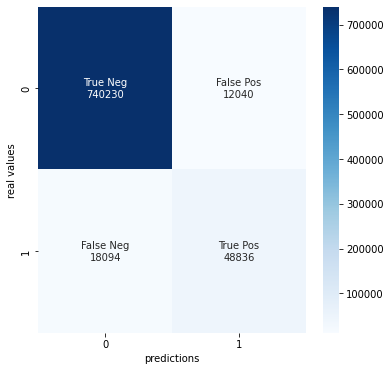 True Neg
740230
False Pos
12040
False Neg
18094
True Pos
48836
0
1
real values
0
1
predictions
700000
600000
500000
400000
300000
200000
100000